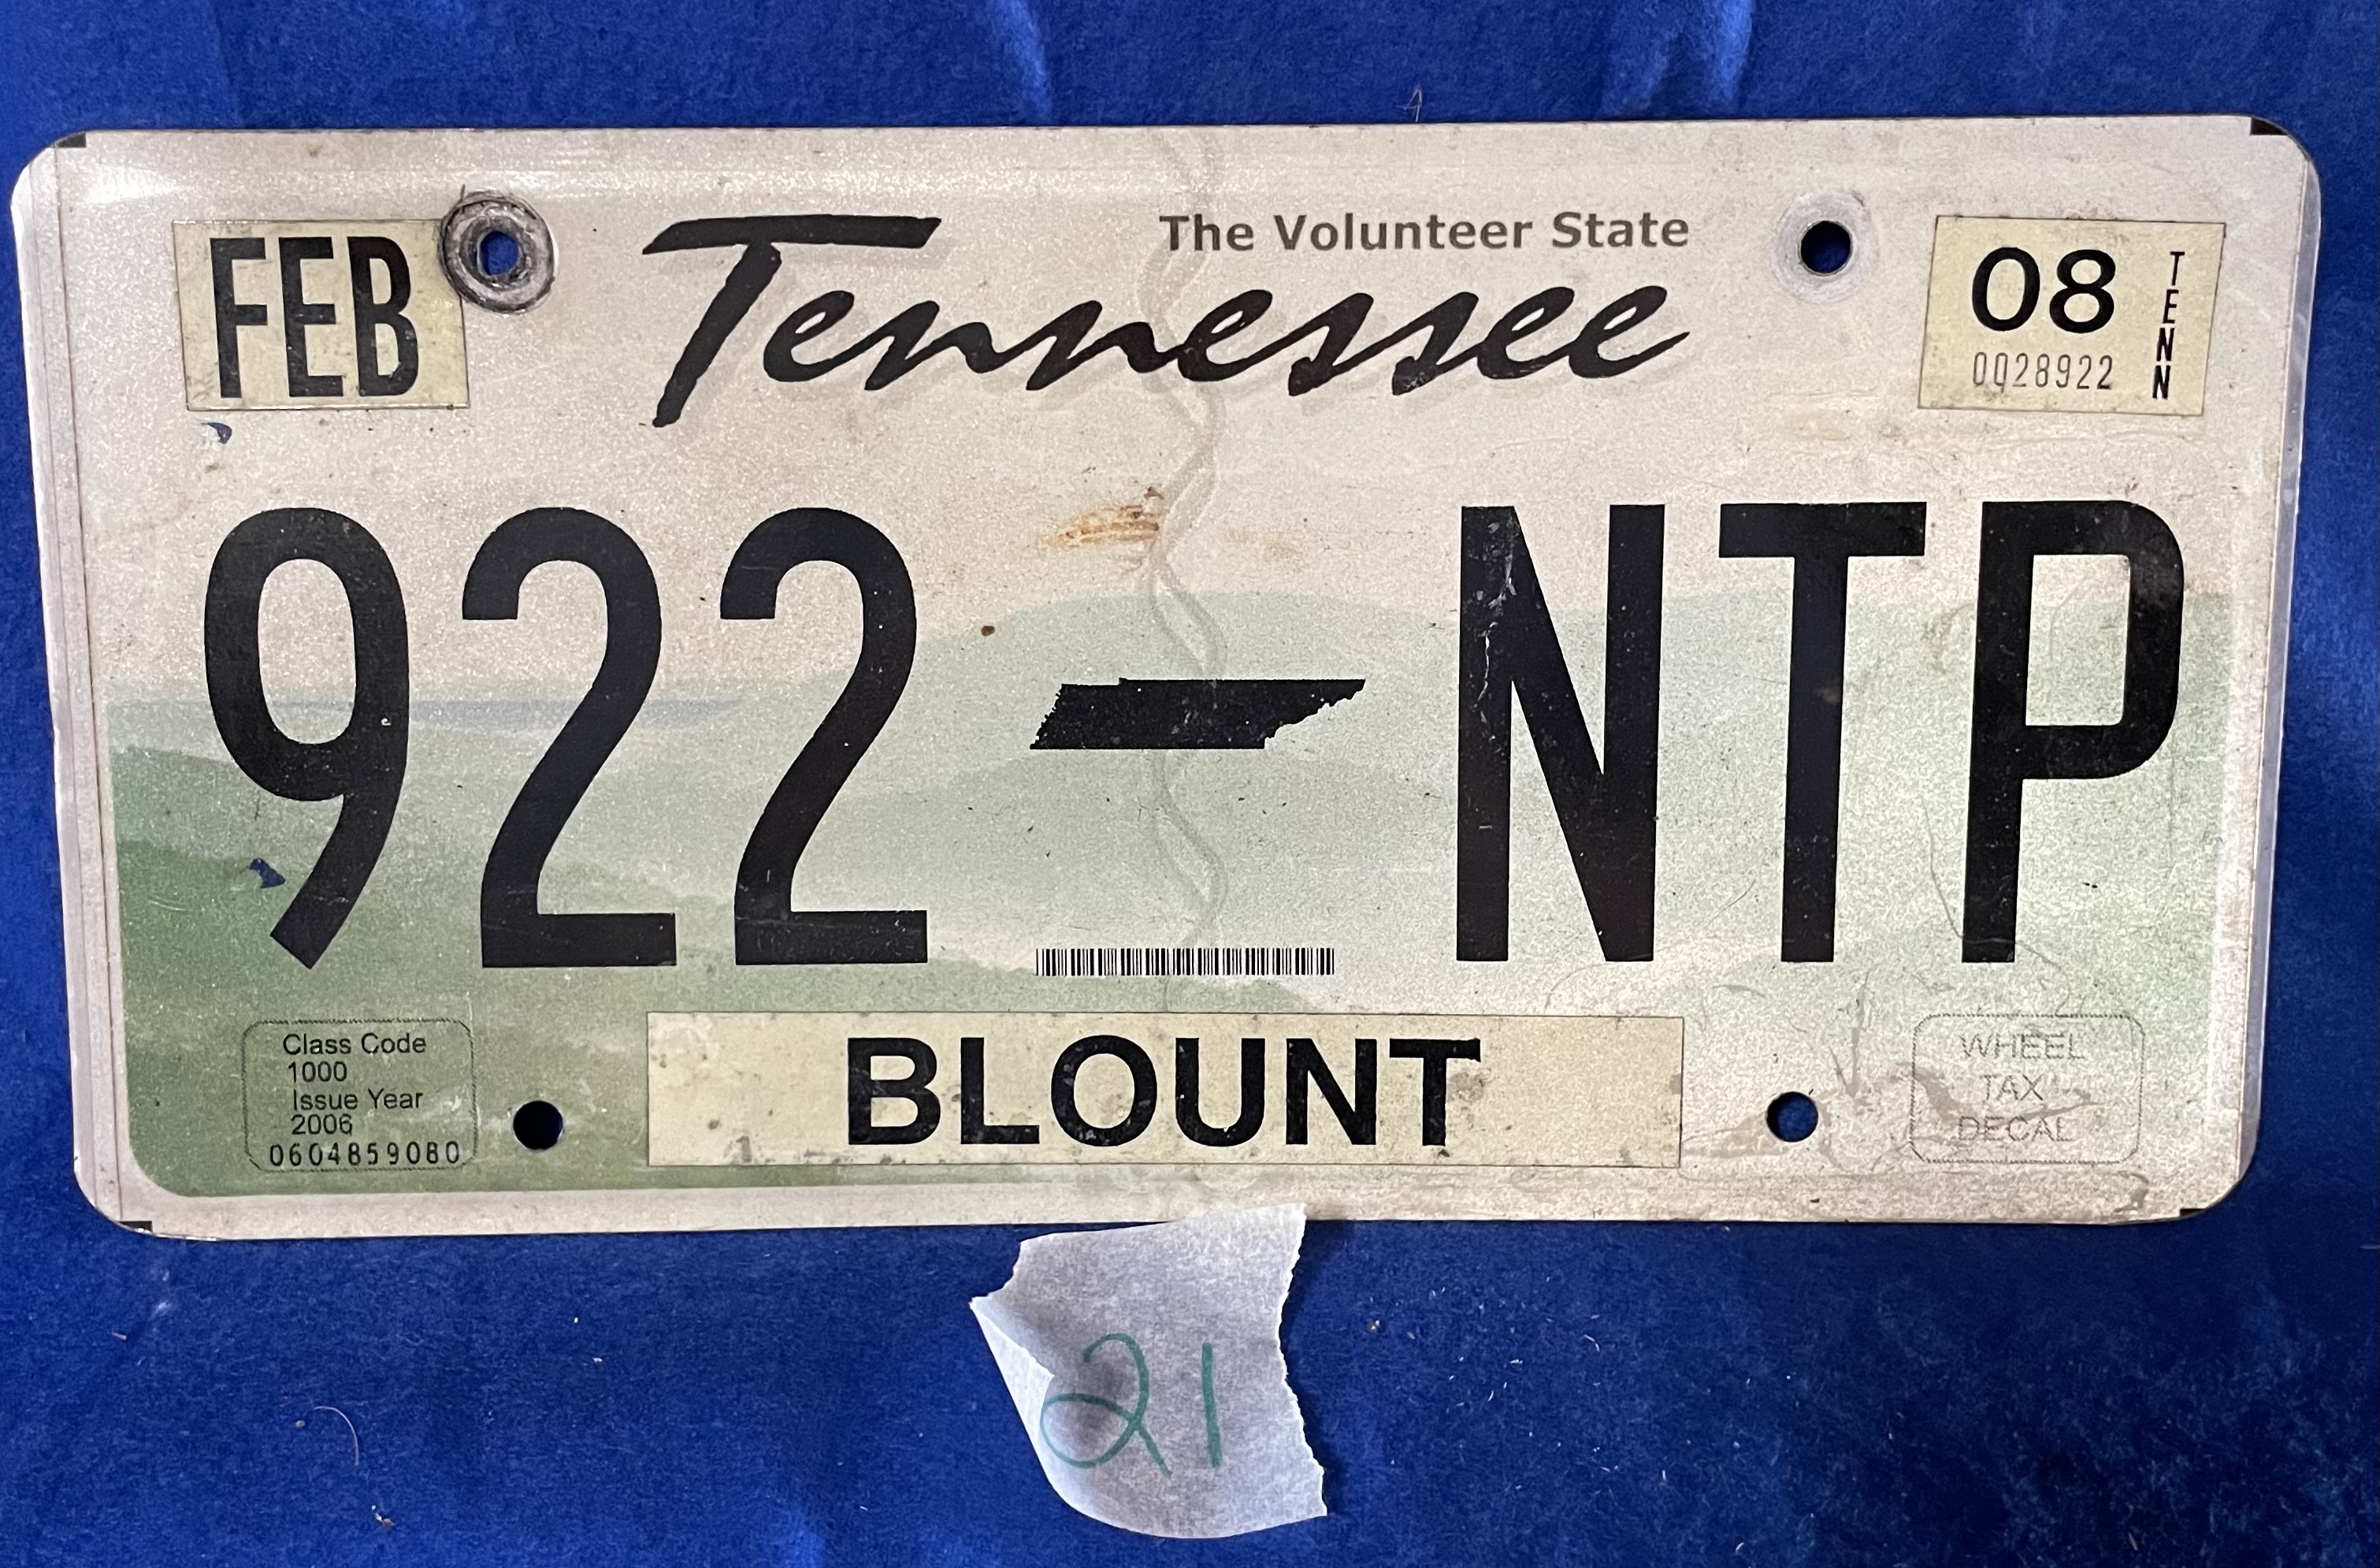 FEB
The Volunteer State
Tennessee
08
0028922
TENN
922-NTP
Class Code
1000
Issue Year
2006
0604859080
BLOUNT
WHEEL
TAX
DECAL
21